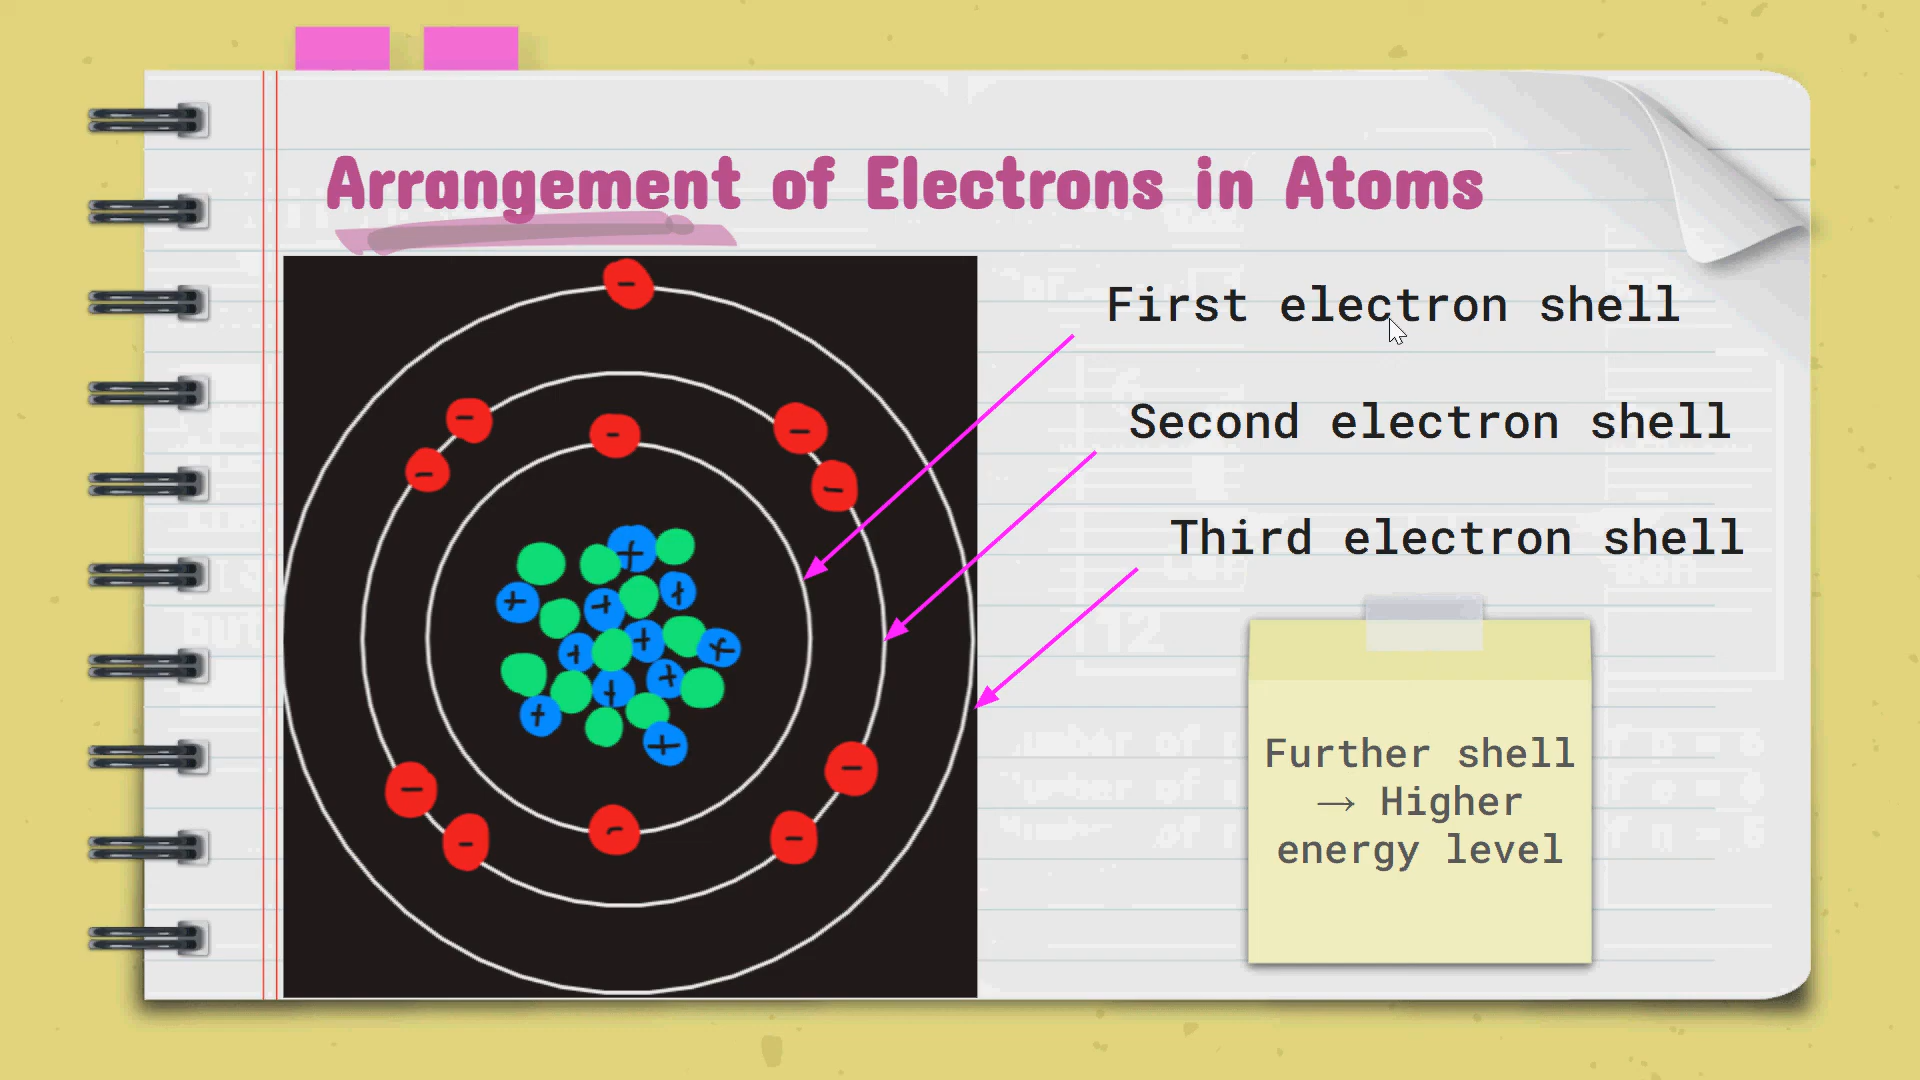 Arrangement of Electrons in Atoms
First electron shell
Second electron shell
Third electron shell
Further shell
→ Higher
energy level